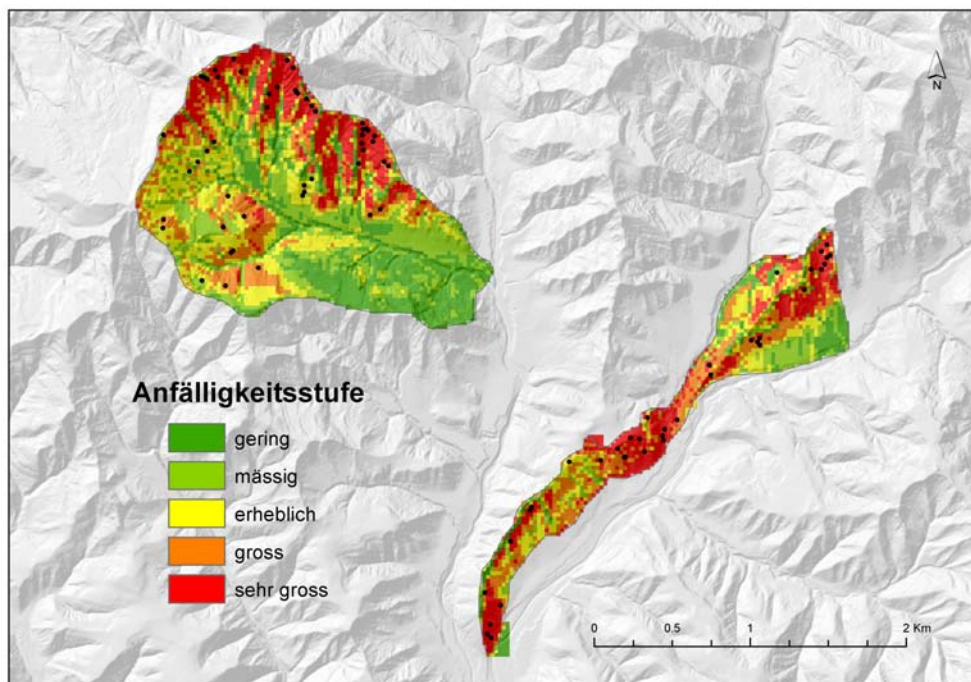 N
Anfälligkeitsstufe
gering
mässig
erheblich
gross
sehr gross
0 0.5 1 2 Km